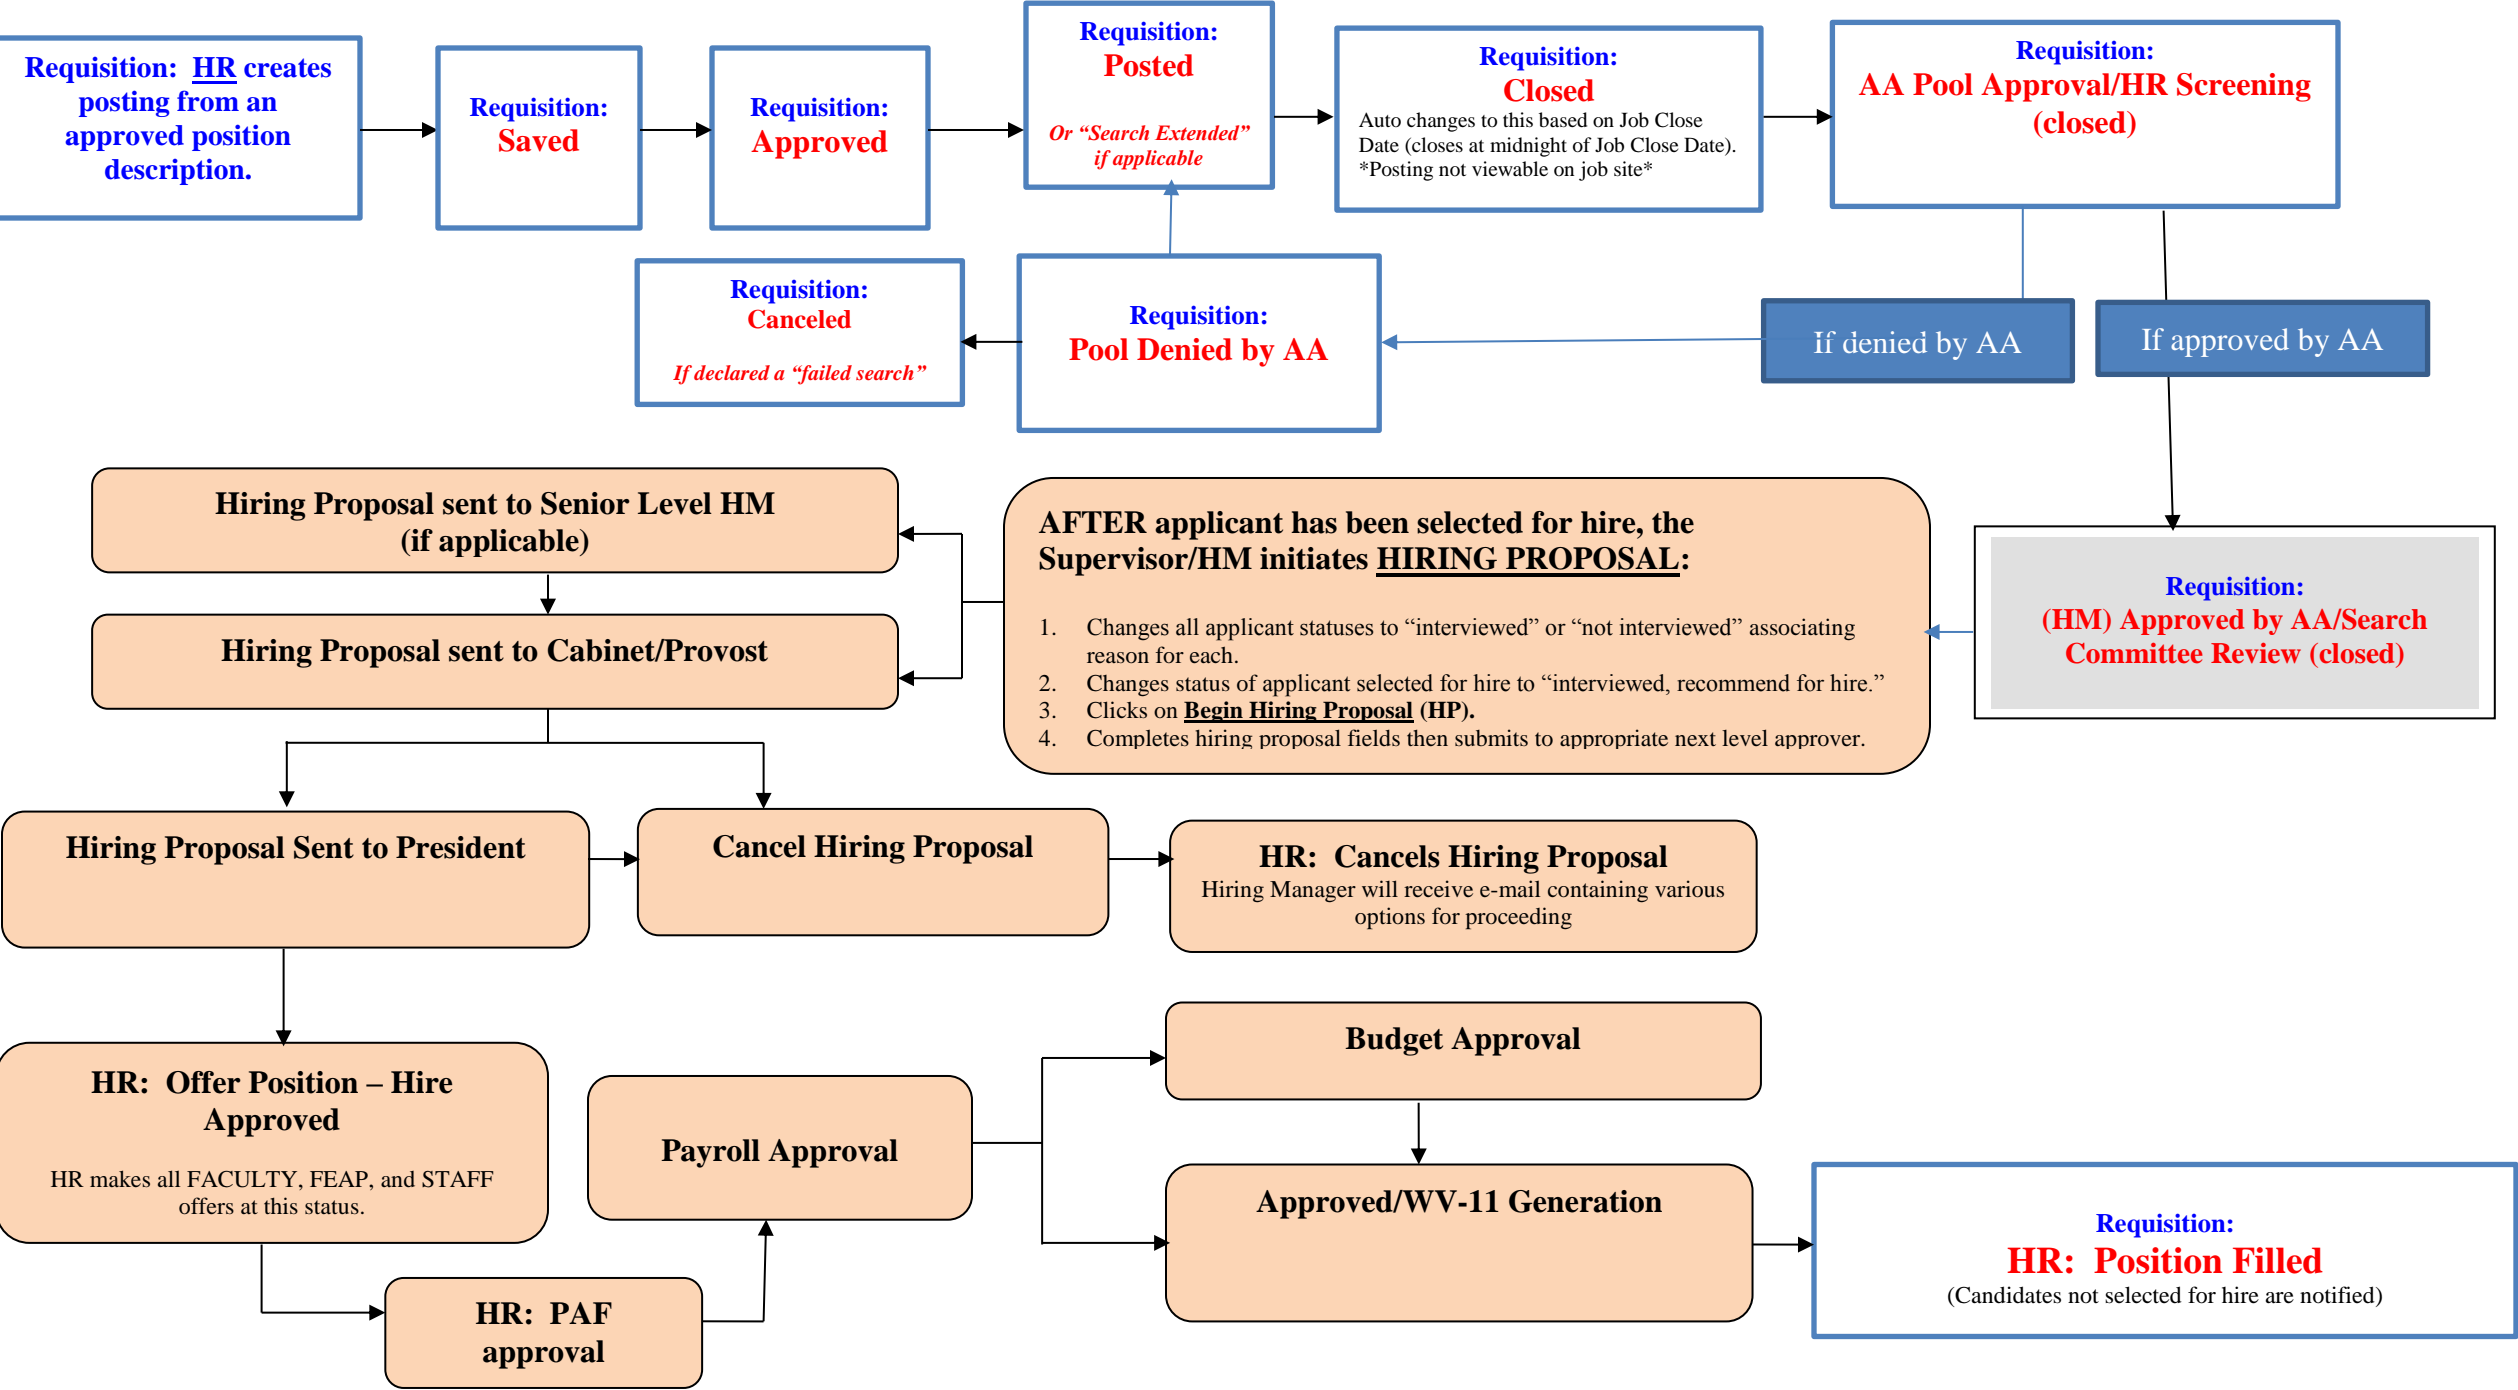 Requisition:  HR creates
posting from an
approved position
description.
Requisition:
Saved
Requisition:
Approved
Requisition:
Posted
Or “Search Extended”
if applicable
Requisition:
Closed
Auto changes to this based on Job Close
Date (closes at midnight of Job Close Date).
*Posting not viewable on job site*
Requisition:
AA Pool Approval/HR Screening
(closed)
Requisition:
Canceled
If declared a “failed search”
Requisition:
Pool Denied by AA
If denied by AA
If approved by AA
Hiring Proposal sent to Senior Level HM
(if applicable)
Hiring Proposal sent to Cabinet/Provost
AFTER applicant has been selected for hire, the
Supervisor/HM initiates HIRING PROPOSAL:
1. Changes all applicant statuses to “interviewed” or “not interviewed” associating
reason for each.
2. Changes status of applicant selected for hire to “interviewed, recommend for hire.”
3. Clicks on Begin Hiring Proposal (HP).
4. Completes hiring proposal fields then submits to appropriate next level approver.
Requisition:
(HM) Approved by AA/Search
Committee Review (closed)
Hiring Proposal Sent to President
Cancel Hiring Proposal
HR:  Cancels Hiring Proposal
Hiring Manager will receive e-mail containing various
options for proceeding
HR:  Offer Position – Hire
Approved
HR makes all FACULTY, FEAP, and STAFF
offers at this status.
HR:  PAF
approval
Payroll Approval
Budget Approval
Approved/WV-11 Generation
Requisition:
HR:  Position Filled
(Candidates not selected for hire are notified)